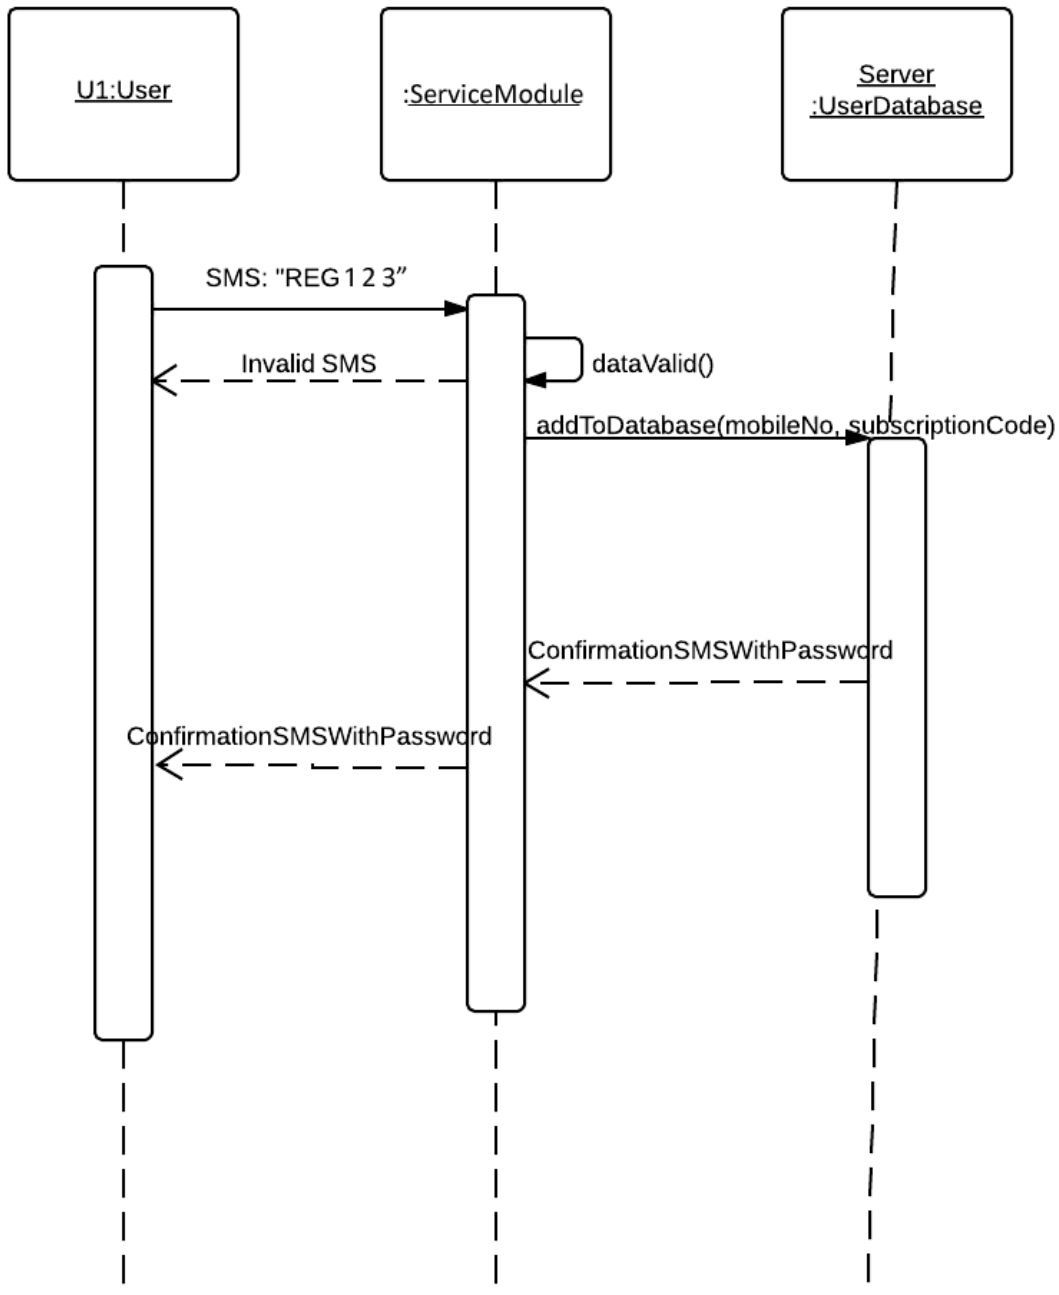 U1:User
:ServiceModule
Server
:UserDatabase
SMS: "REG 1 2 3”
Invalid SMS
dataValid()
addToDatabase(mobileNo, subscriptionCode)
ConfirmationSMSWithPassword
ConfirmationSMSWithPassword